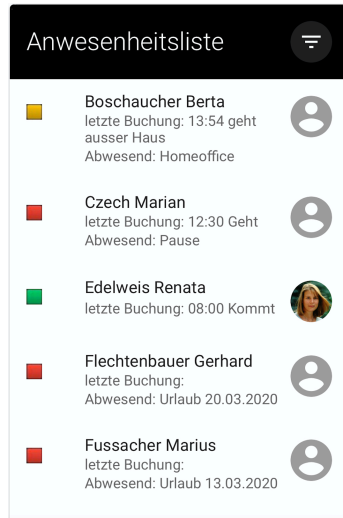 Anwesenheitsliste
Boschaucher Berta
letzte Buchung: 13:54 geht
ausser Haus
Abwesend: Homeoffice
Czech Marian
letzte Buchung: 12:30 Geht
Abwesend: Pause
Edelweis Renata
letzte Buchung: 08:00 Kommt
Flechtenbauer Gerhard
letzte Buchung:
Abwesend: Urlaub 20.03.2020
Fussacher Marius
letzte Buchung:
Abwesend: Urlaub 13.03.2020